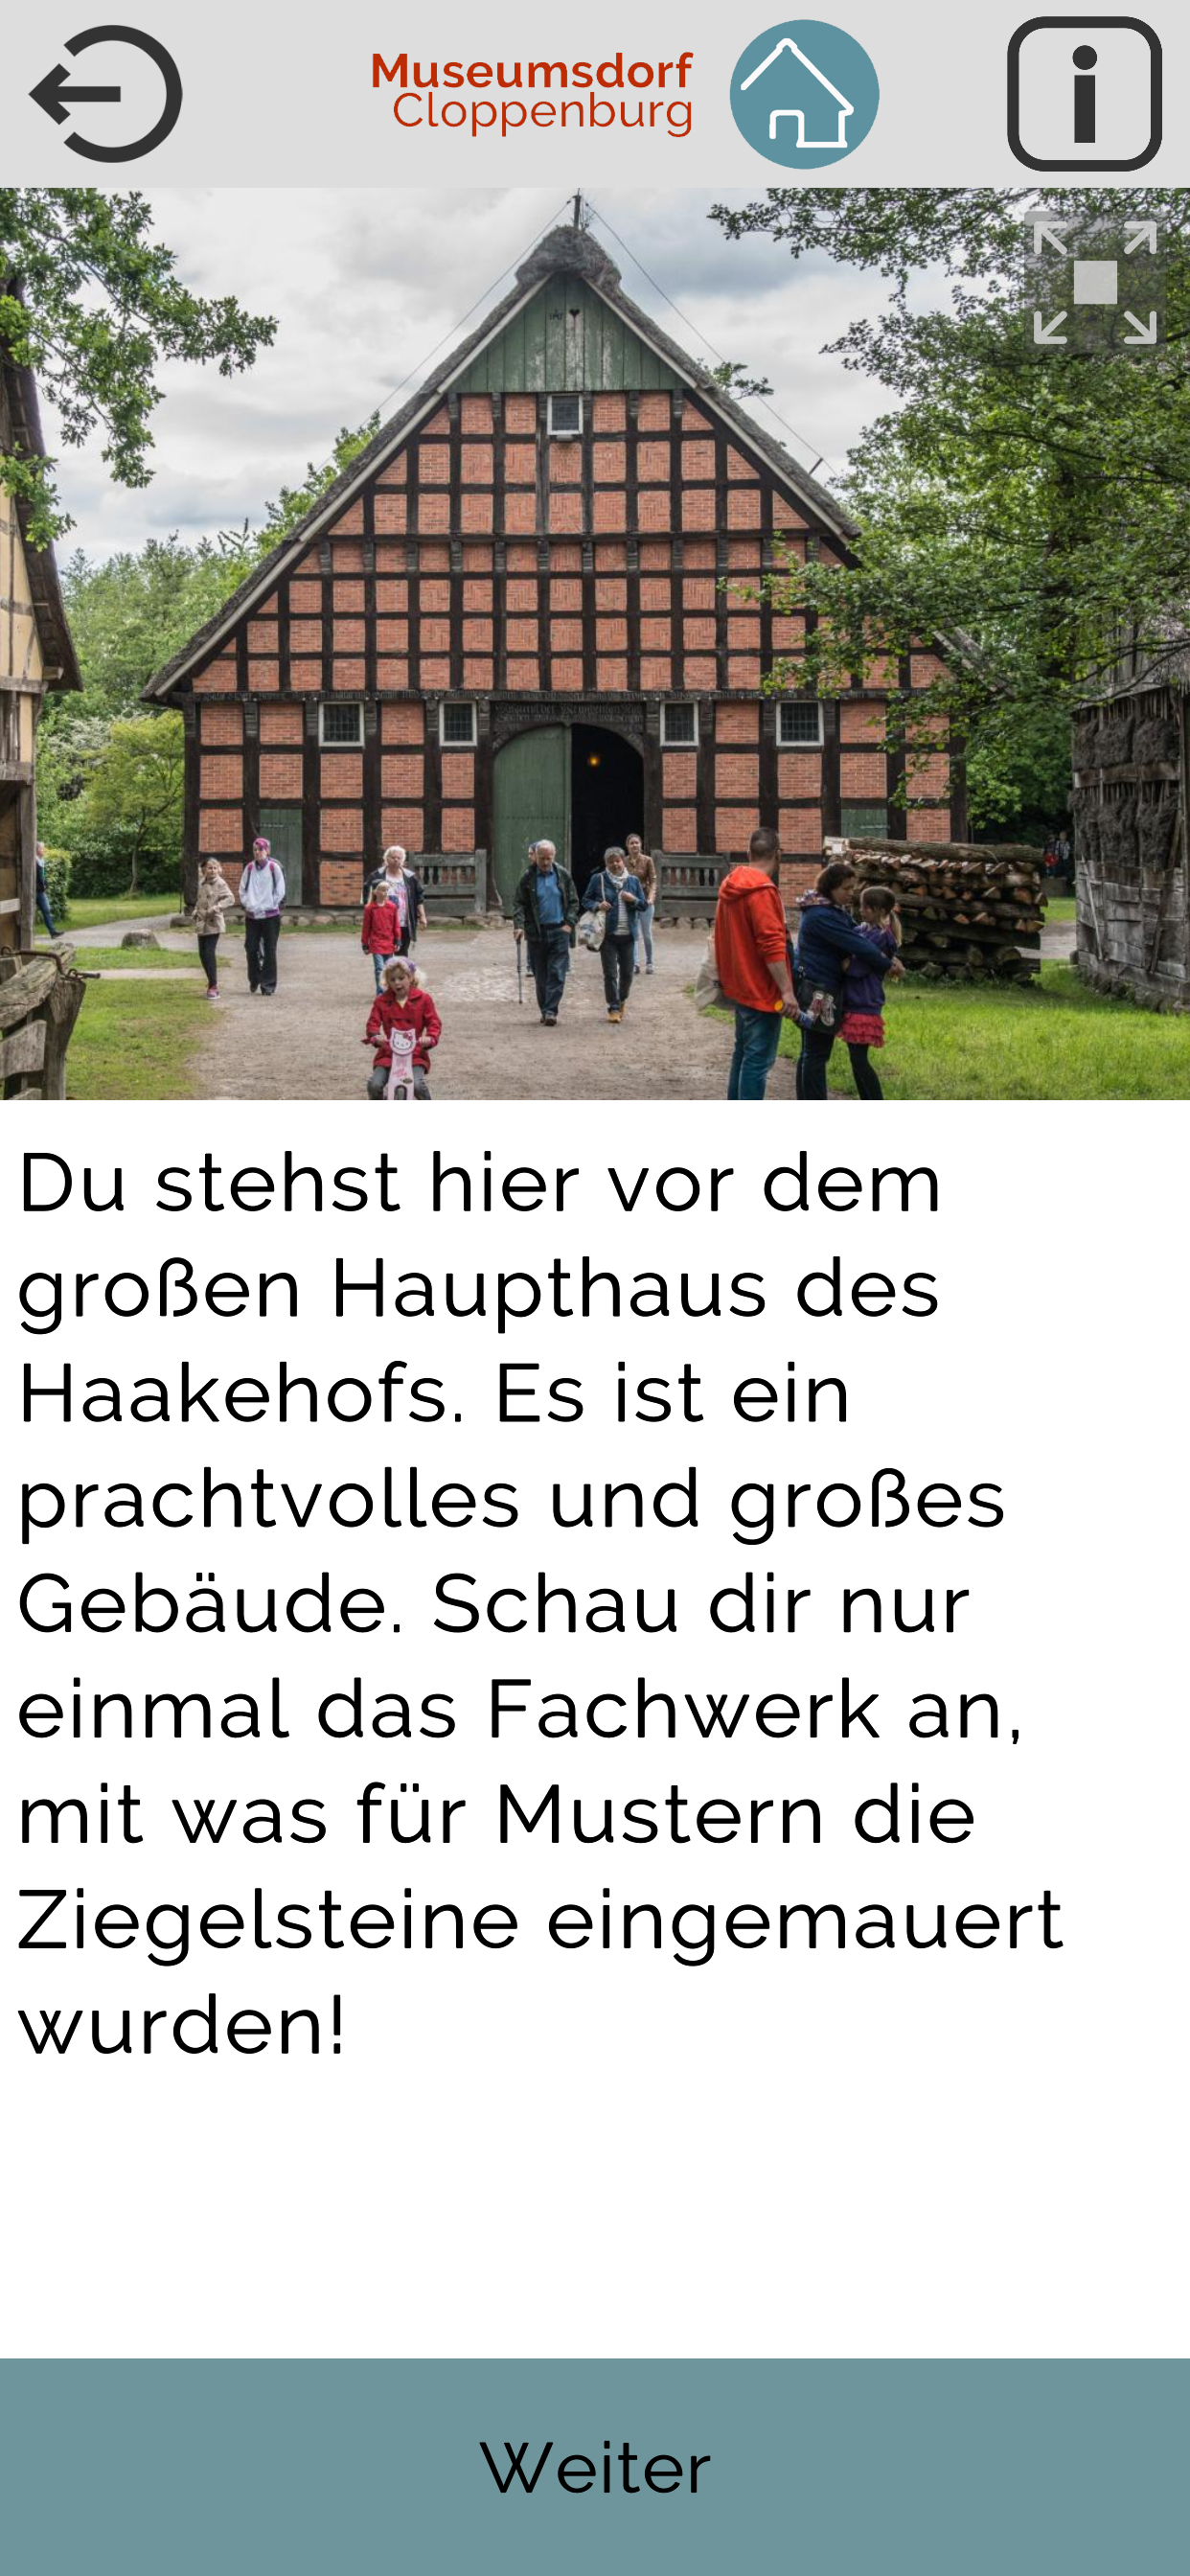 Museumsdorf
Cloppenburg
Du stehst hier vor dem
großen Haupthaus des
Haakehofs. Es ist ein
prachtvolles und großes
Gebäude. Schau dir nur
einmal das Fachwerk an,
mit was für Mustern die
Ziegelsteine eingemauert
wurden!
Weiter